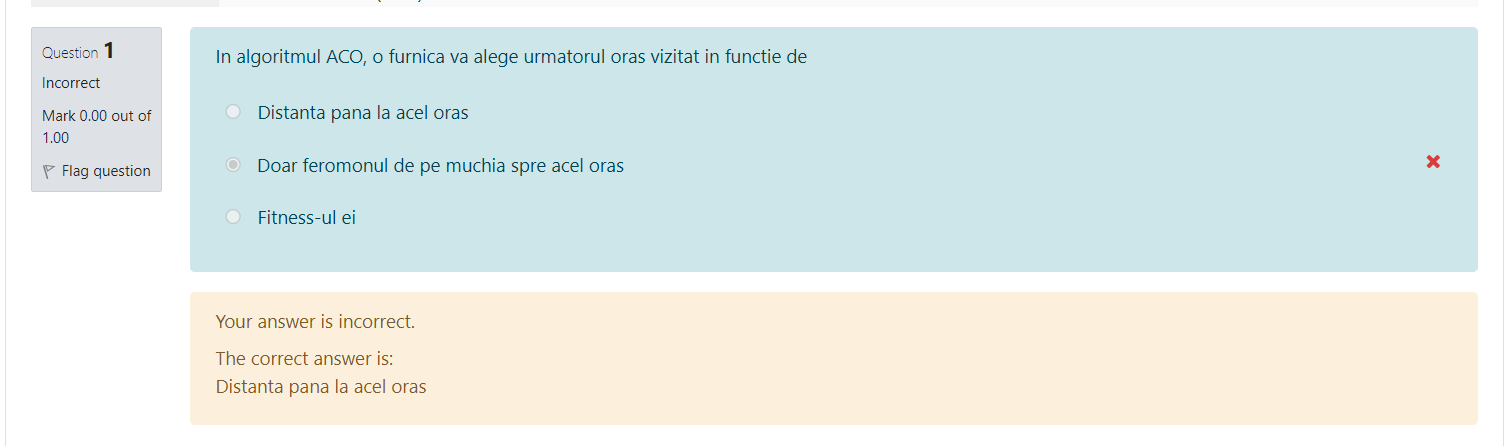 Question 1
Incorrect
Mark 0.00 out of
1.00
Flag question
In algoritmul ACO, o furnica va alege urmatorul oras vizitat in functie de
Distanta pana la acel oras
Doar feromonul de pe muchia spre acel oras
Fitness-ul ei
Your answer is incorrect.
The correct answer is:
Distanta pana la acel oras